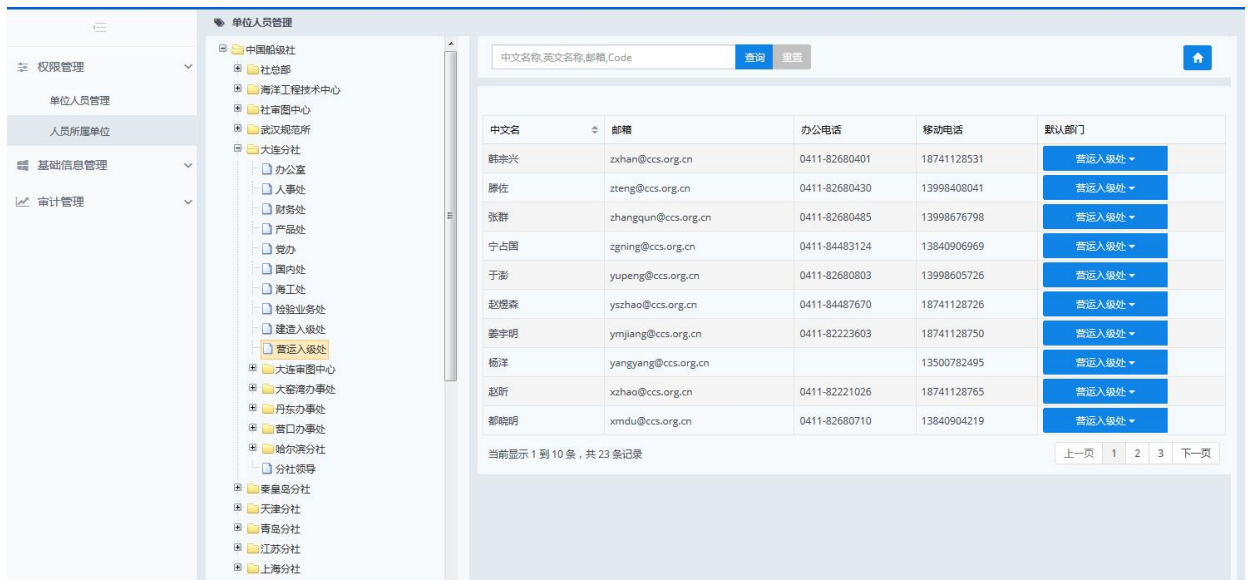 单位人员管理
权限管理
单位人员管理
人员所属单位
基础信息管理
审计管理
中国船级社
社总部
海洋工程技术中心
社审图中心
武汉规范所
大连分社
办公室
人事处
财务处
产品处
党办
国内处
海工处
检验业务处
建造入级处
营运入级处
大连审图中心
大窑湾办事处
丹东办事处
营口办事处
哈尔滨分社
分社领导
秦皇岛分社
天津分社
青岛分社
江苏分社
上海分社
中文名称,英文名称,邮箱,Code 查询 重置
中文名 邮箱 办公电话 移动电话 默认部门
韩宗兴 zxhan@ccs.org.cn 0411-82680401 18741128531 营运入级处
滕佐 zteng@ccs.org.cn 0411-82680430 13998408041 营运入级处
张群 zhangqun@ccs.org.cn 0411-82680485 13998676798 营运入级处
宁占国 zgning@ccs.org.cn 0411-84483124 13840906969 营运入级处
于澎 yupeng@ccs.org.cn 0411-82680803 13998605726 营运入级处
赵煜森 yszhao@ccs.org.cn 0411-84487670 18741128726 营运入级处
姜宇明 ymjiang@ccs.org.cn 0411-82223603 18741128750 营运入级处
杨洋 yangyang@ccs.org.cn 13500782495 营运入级处
赵昕 xzhao@ccs.org.cn 0411-82221026 18741128765 营运入级处
都晓明 xmdu@ccs.org.cn 0411-82680710 13840904219 营运入级处
当前显示 1 到 10 条，共 23 条记录 上一页 1 2 3 下一页